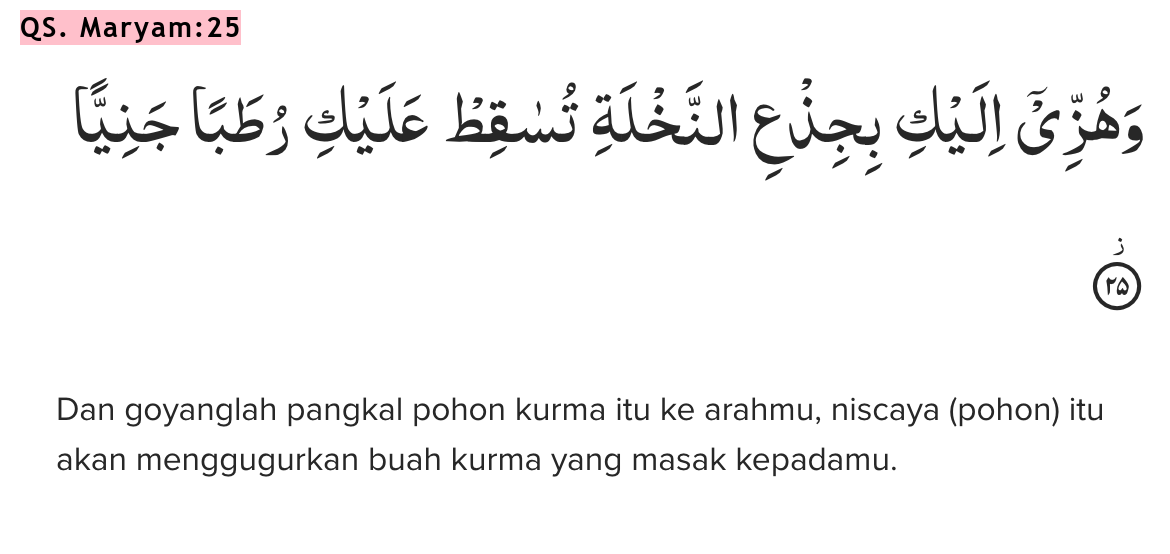 QS. Maryam:25
وَهُزِّيْٓ اِلَيْكِ بِجِذْعِ النَّخْلَةِ تُسٰقِطْ عَلَيْكِ رُطَبًا جَنِيًّا
ز
۲۵
Dan goyanglah pangkal pohon kurma itu ke arahmu, niscaya (pohon) itu
akan menggugurkan buah kurma yang masak kepadamu.